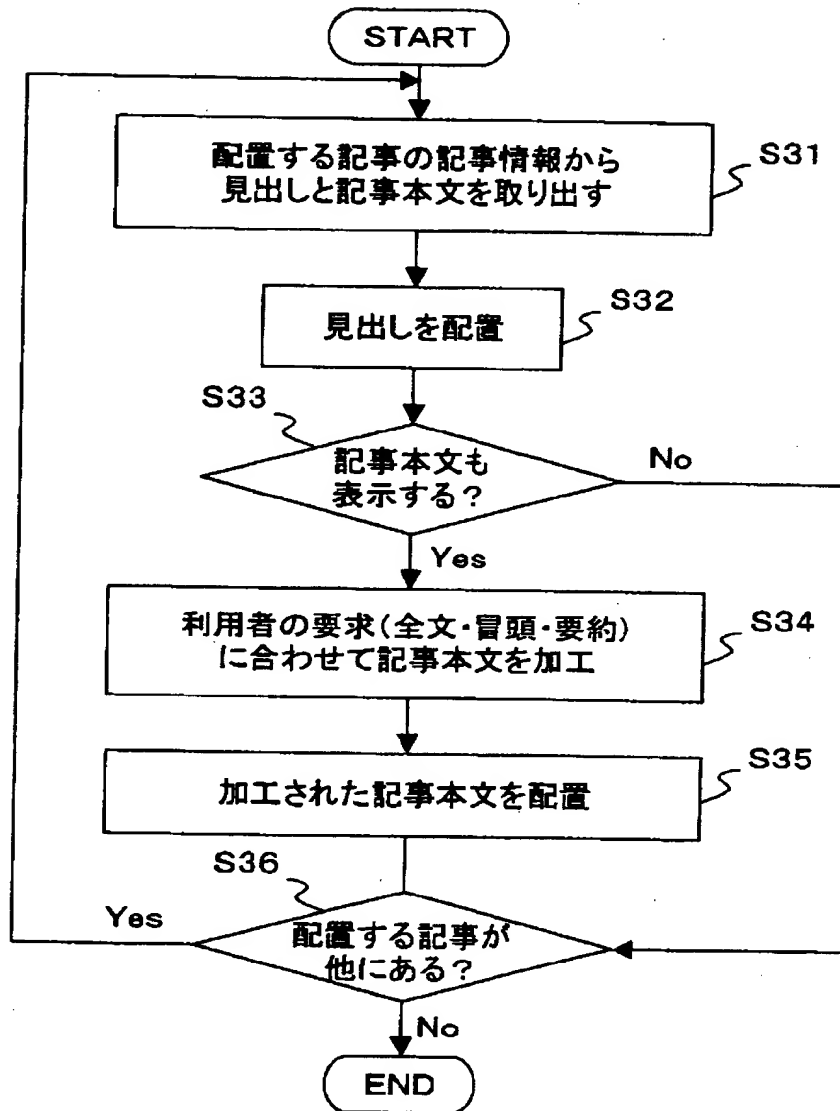 START
配置する記事の記事情報から
見出しと記事本文を取り出す
S31
見出しを配置
S32
S33
記事本文も
表示する?
No
Yes
利用者の要求(全文・冒頭・要約)
に合わせて記事本文を加工
S34
加工された記事本文を配置
S35
S36
Yes
配置する記事が
他にある?
No
END